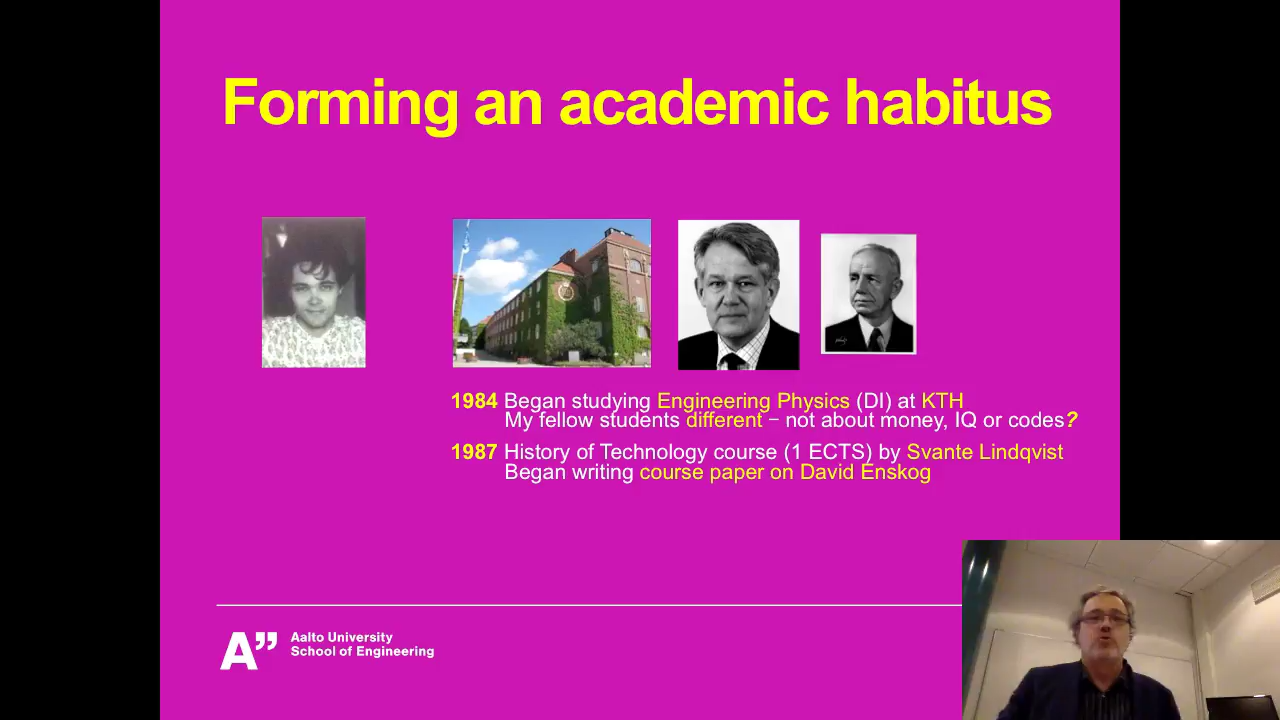 Forming an academic habitus
1984 Began studying Engineering Physics (DI) at KTH
My fellow students different – not about money, IQ or codes?
1987 History of Technology course (1 ECTS) by Svante Lindqvist
Began writing course paper on David Enskog
A”
Aalto University
School of Engineering